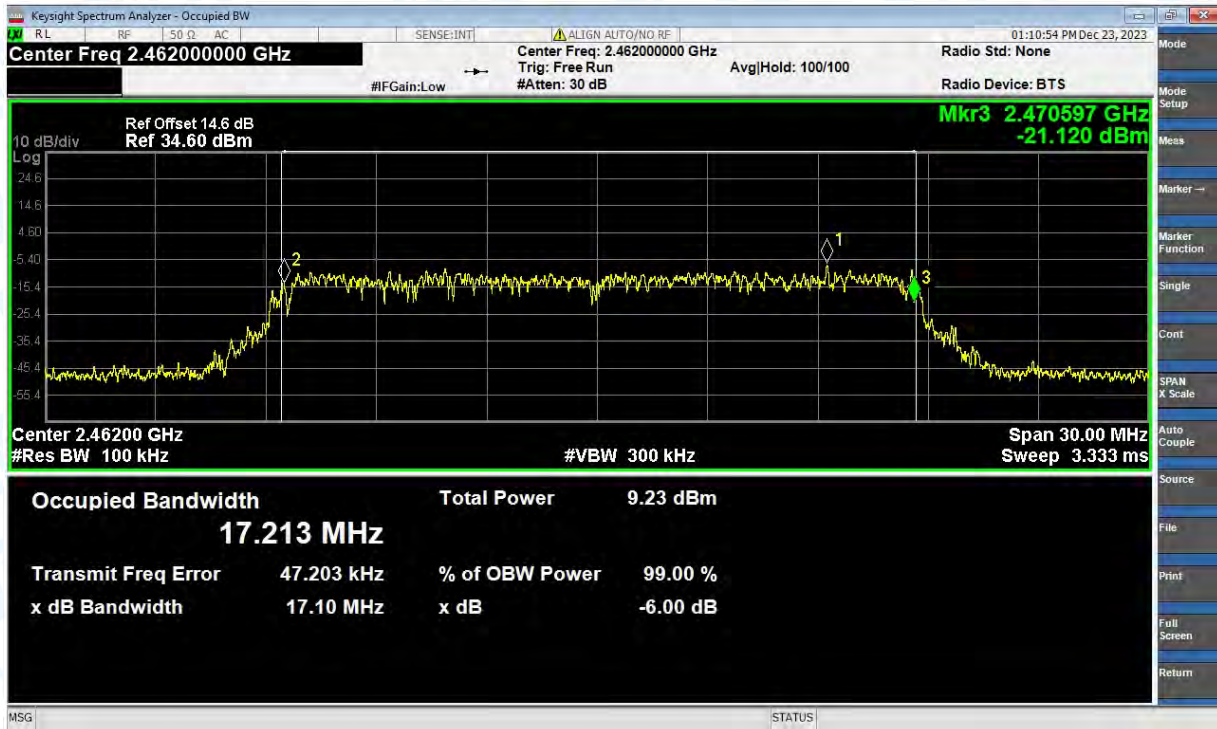 Keysight Spectrum Analyzer - Occupied BW
LXI RL RF 50 Ω AC SENSE:INT ALIGN AUTO/NO RF 01:10:54 PM Dec 23, 2023
Center Freq 2.462000000 GHz Center Freq: 2.462000000 GHz Radio Std: None
Trig: Free Run Avg|Hold: 100/100
#IFGain:Low #Atten: 30 dB Radio Device: BTS
Mkr3 2.470597 GHz
-21.120 dBm
Ref Offset 14.6 dB
10 dB/div Ref 34.60 dBm
Log
24.6
14.6
4.60
-5.40
-15.4
-25.4
-35.4
-45.4
-55.4
1
2
3
Center 2.46200 GHz Span 30.00 MHz
#Res BW 100 kHz #VBW 300 kHz Sweep 3.333 ms
Occupied Bandwidth Total Power 9.23 dBm
17.213 MHz
Transmit Freq Error 47.203 kHz % of OBW Power 99.00 %
x dB Bandwidth 17.10 MHz x dB -6.00 dB
MSG STATUS
Mode
Mode
Setup
Meas
Marker→
Marker
Function
Single
Cont
SPAN
X Scale
Auto
Couple
Source
File
Print
Full
Screen
Return